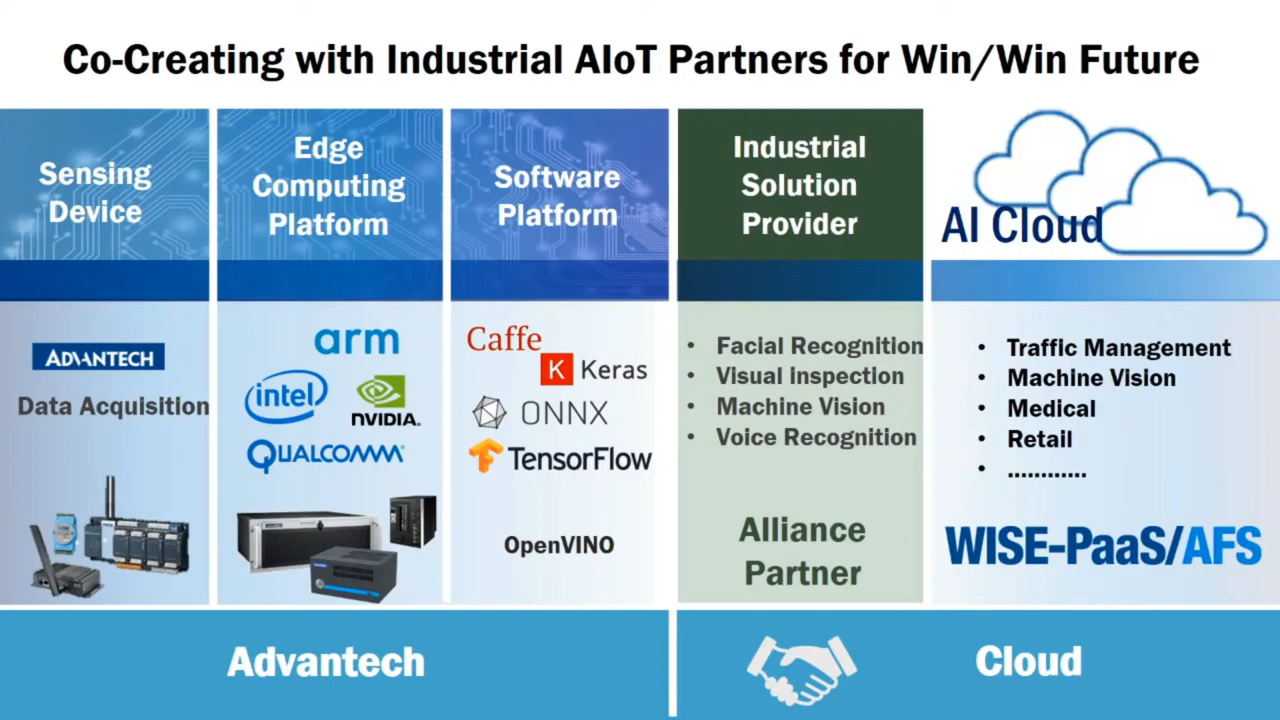 Co-Creating with Industrial AIoT Partners for Win/Win Future
Sensing
Device
Edge
Computing
Platform
Software
Platform
Industrial
Solution
Provider
AI Cloud
ADVANTECH
Data Acquisition
arm
intel
NVIDIA.
QUALCOMM
Caffe
K Keras
ONNX
TensorFlow
OpenVINO
• Facial Recognition
• Visual inspection
• Machine Vision
• Voice Recognition
Alliance
Partner
• Traffic Management
• Machine Vision
• Medical
• Retail
• ............
WISE-PaaS/AFS
Advantech
Cloud